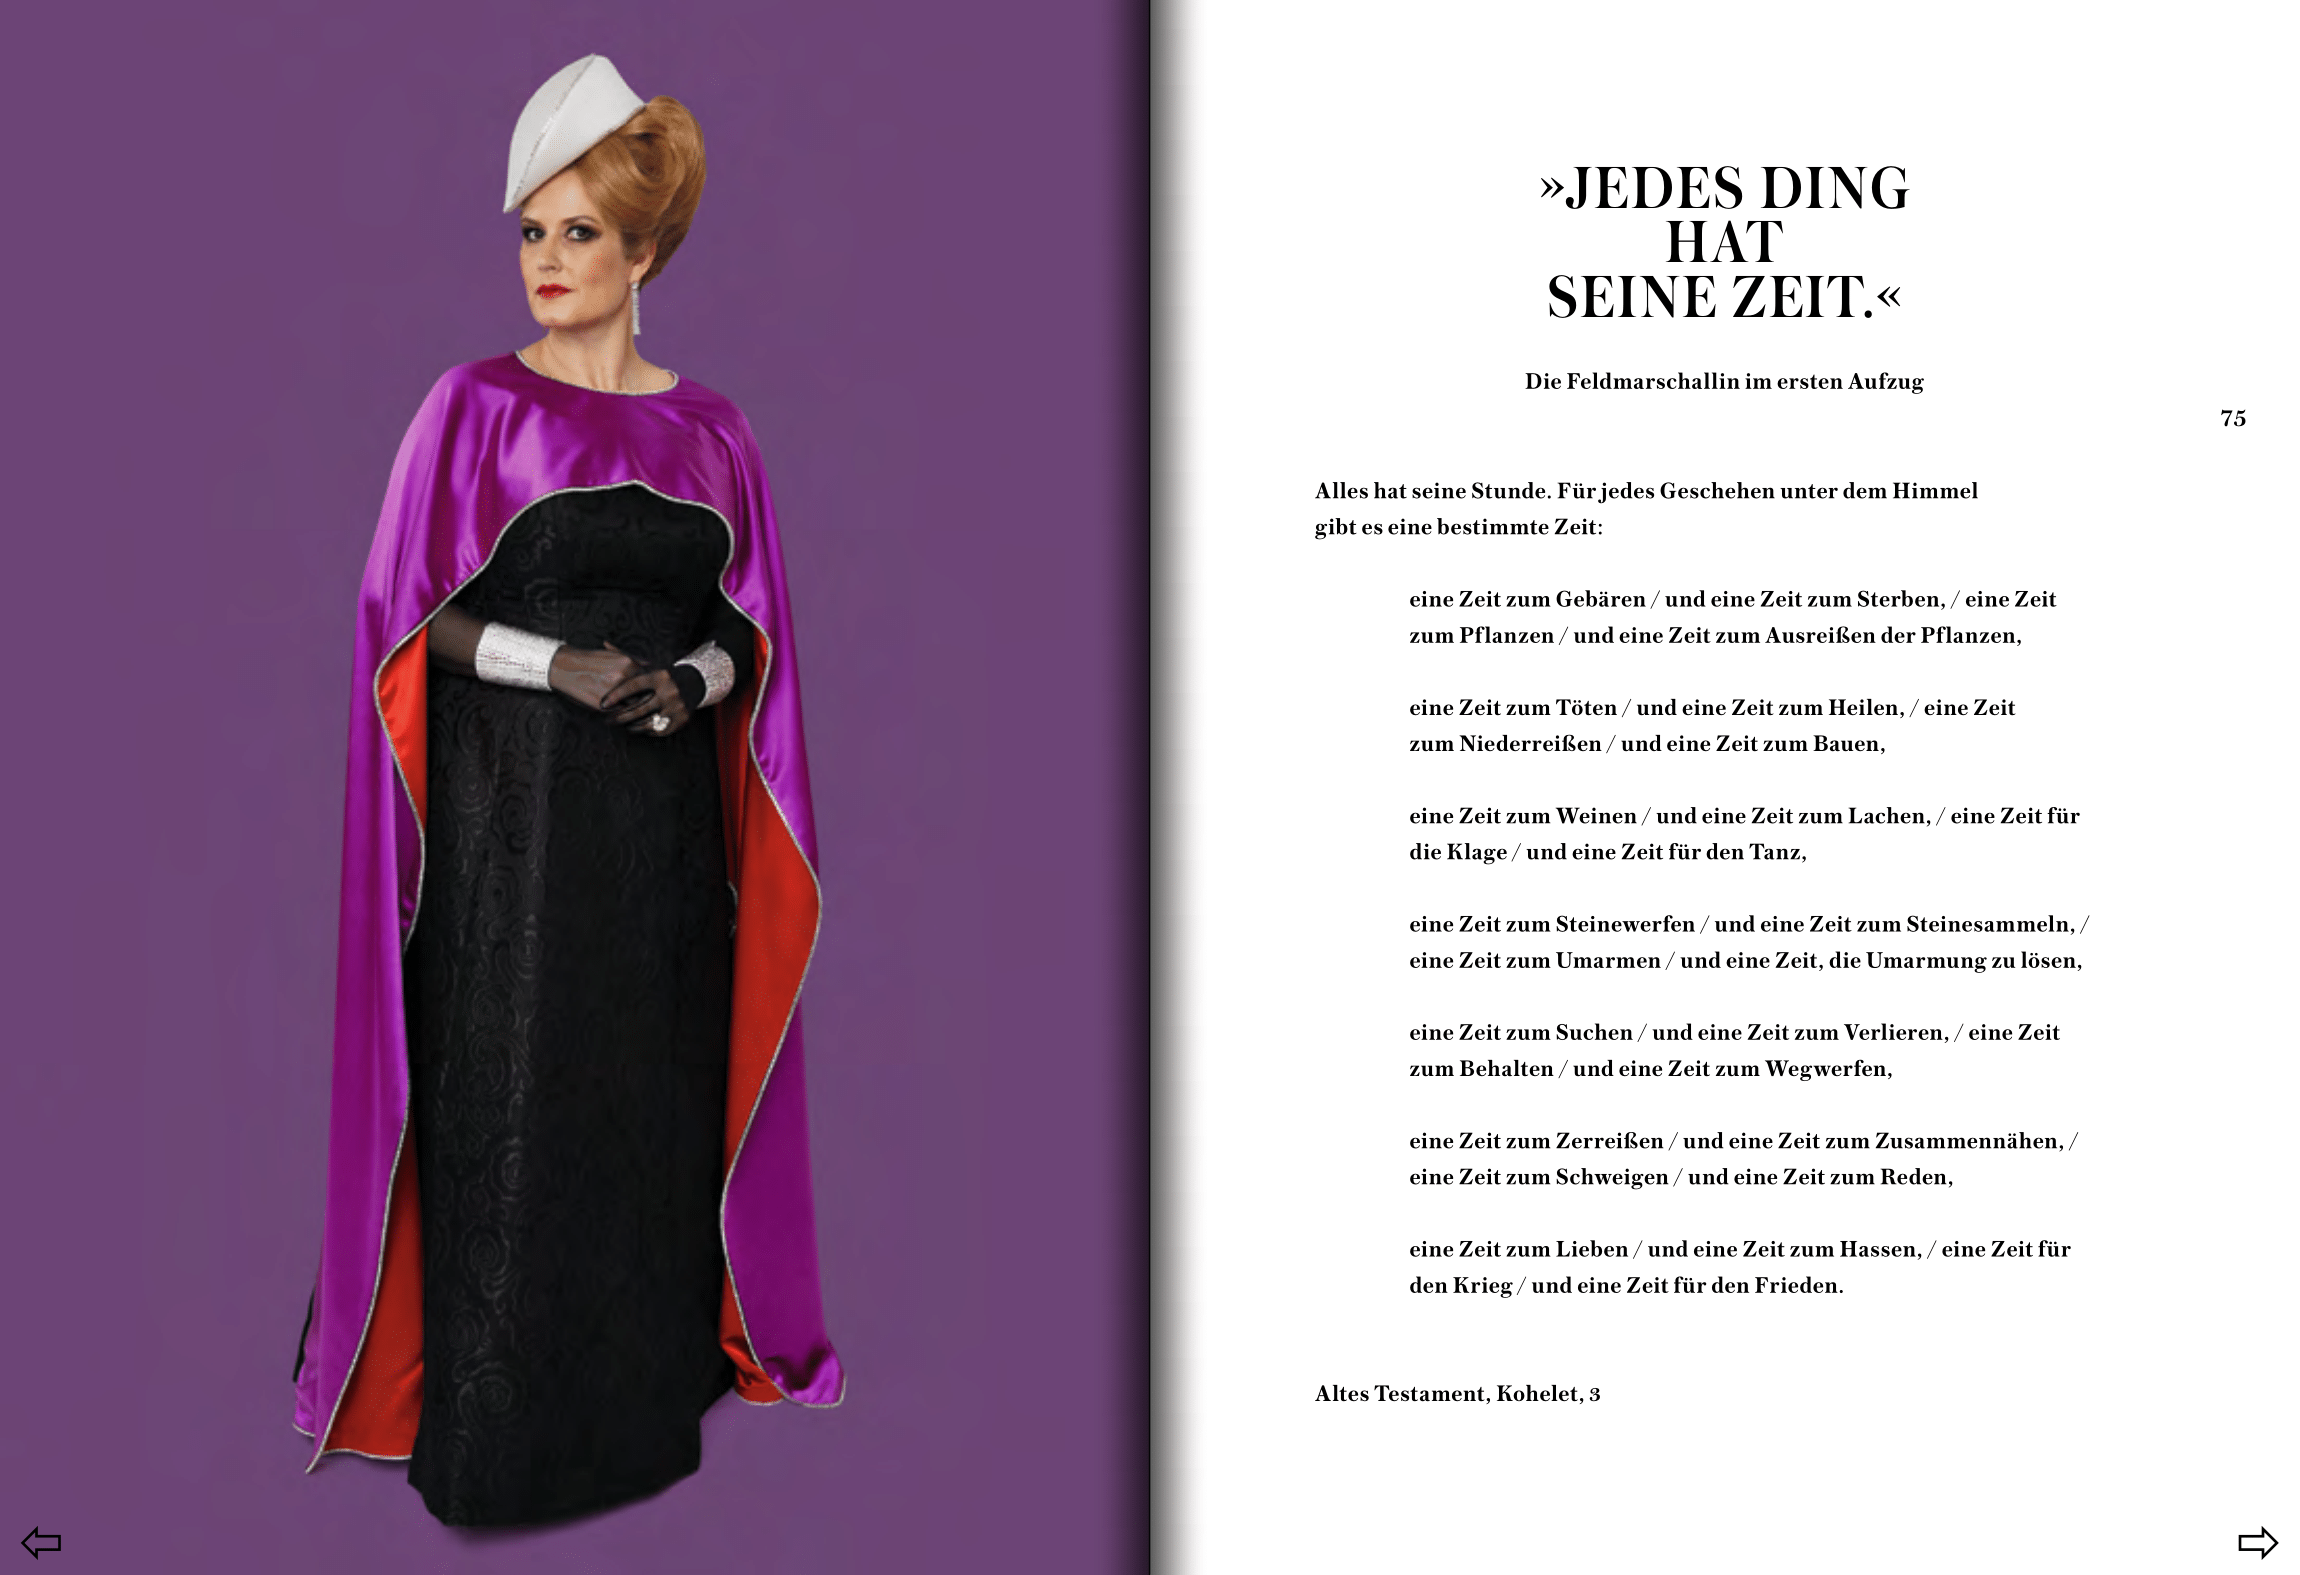 »JEDES DING
HAT
SEINE ZEIT.«
Die Feldmarschallin im ersten Aufzug
75
Alles hat seine Stunde. Für jedes Geschehen unter dem Himmel
gibt es eine bestimmte Zeit:
eine Zeit zum Gebären / und eine Zeit zum Sterben, / eine Zeit
zum Pflanzen / und eine Zeit zum Ausreißen der Pflanzen,
eine Zeit zum Töten / und eine Zeit zum Heilen, / eine Zeit
zum Niederreißen / und eine Zeit zum Bauen,
eine Zeit zum Weinen / und eine Zeit zum Lachen, / eine Zeit für
die Klage / und eine Zeit für den Tanz,
eine Zeit zum Steinewerfen / und eine Zeit zum Steinesammeln, /
eine Zeit zum Umarmen / und eine Zeit, die Umarmung zu lösen,
eine Zeit zum Suchen / und eine Zeit zum Verlieren, / eine Zeit
zum Behalten / und eine Zeit zum Wegwerfen,
eine Zeit zum Zerreißen / und eine Zeit zum Zusammennähen, /
eine Zeit zum Schweigen / und eine Zeit zum Reden,
eine Zeit zum Lieben / und eine Zeit zum Hassen, / eine Zeit für
den Krieg / und eine Zeit für den Frieden.
Altes Testament, Kohelet, 3